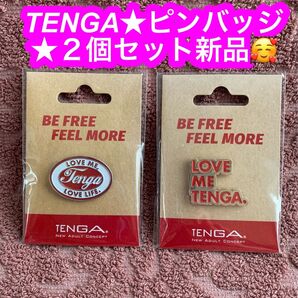 TENGA★ピンバッジ
★２個セット新品🥰
BE FREE
FEEL MORE
LOVE ME
Tenga
LOVE LIFE.
TENGA
NEW ADULT CONCEPT
BE FREE
FEEL MORE
LOVE
ME
TENGA.
TENGA
NEW ADULT CONCEPT